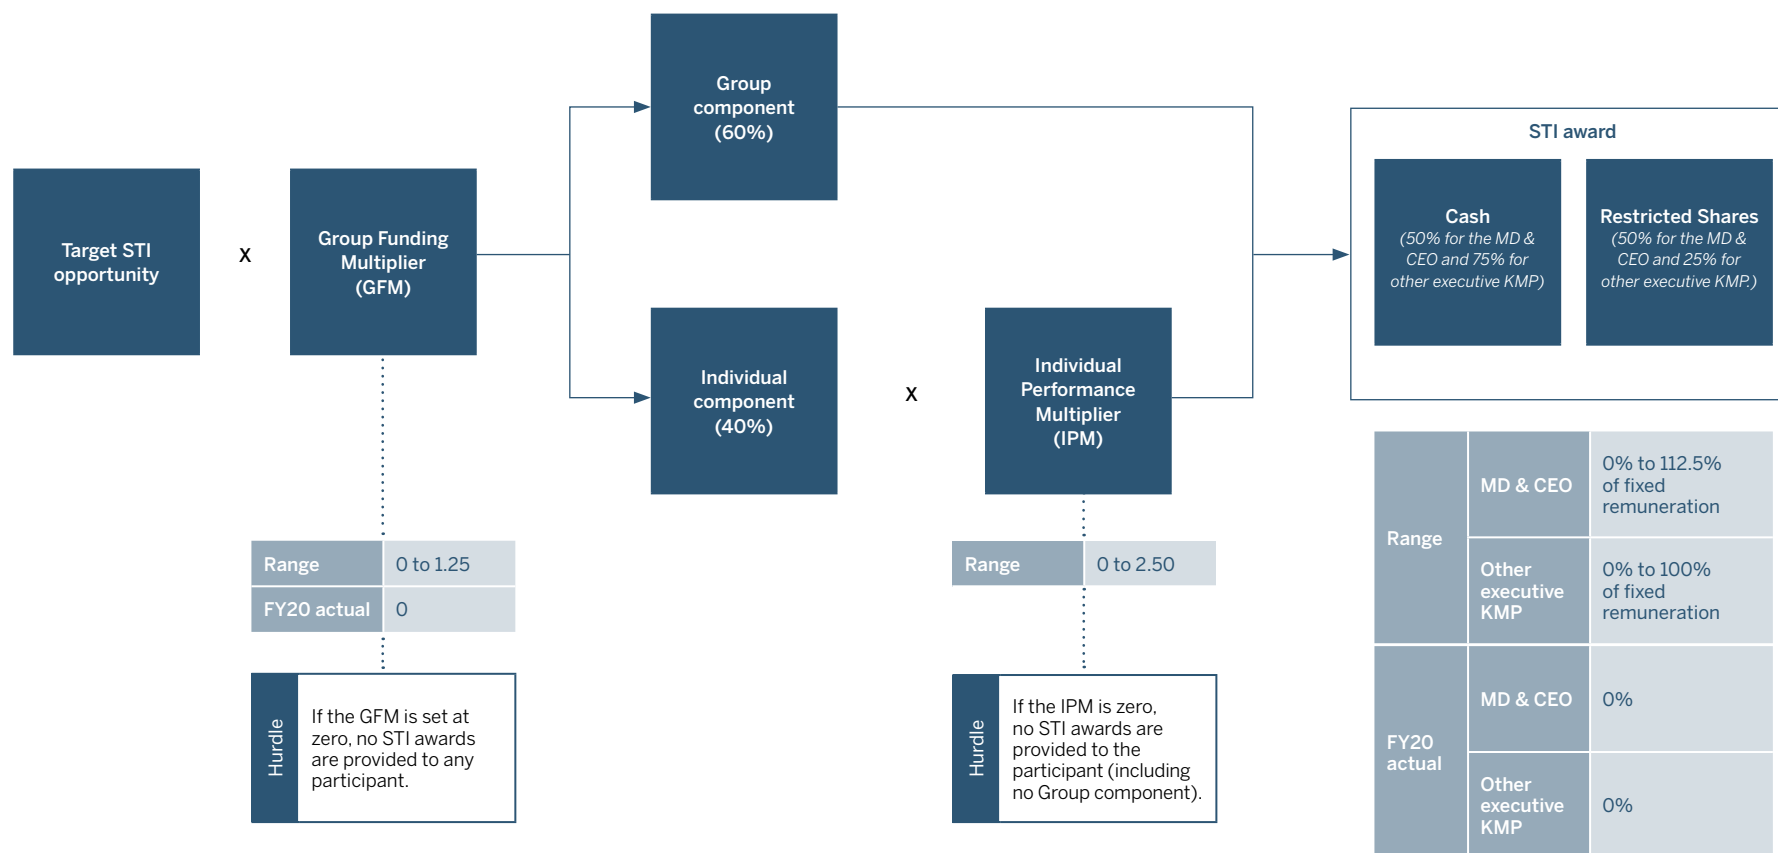 Target STI
opportunity
x
Group Funding
Multiplier
(GFM)
Group
component
(60%)
Individual
component
(40%)
x
Individual
Performance
Multiplier
(IPM)
STI award
Cash
(50% for the MD &
CEO and 75% for
other executive KMP)
Restricted Shares
(50% for the MD &
CEO and 25% for
other executive KMP.)
Range 0 to 1.25
FY20 actual 0
Hurdle
If the GFM is set at
zero, no STI awards
are provided to any
participant.
Range 0 to 2.50
Hurdle
If the IPM is zero,
no STI awards are
provided to the
participant (including
no Group component).
Range
MD & CEO
0% to 112.5%
of fixed
remuneration
Other
executive
KMP
0% to 100%
of fixed
remuneration
FY20
actual
MD & CEO
0%
Other
executive
KMP
0%